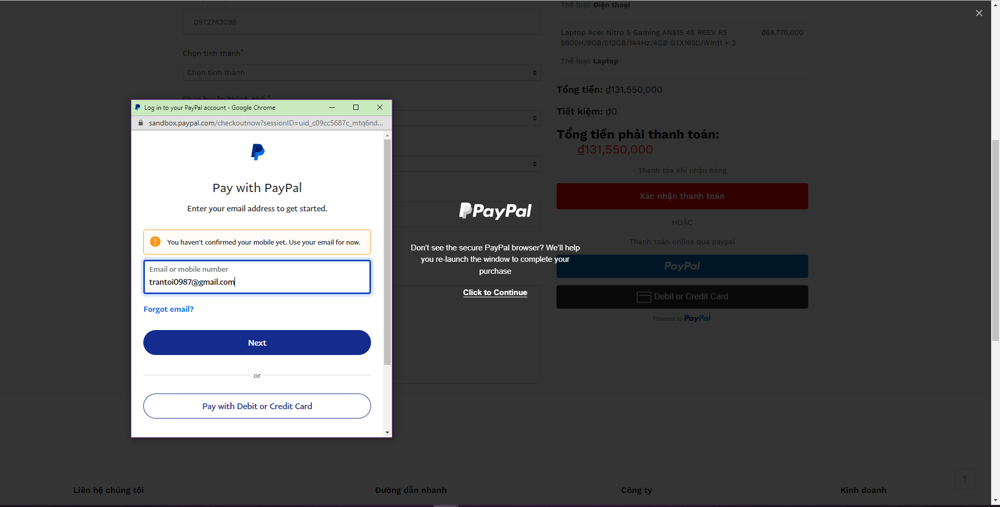 Thể loại: Điện thoại
0972743096
Laptop Acer Nitro 5 Gaming AN515 45 R6EV R5
5600H/8GB/512GB/144Hz/4GB GTX1650/Win11 × 3
₫64,770,000
Chọn tỉnh thành*
Thể loại: Laptop
Chọn tỉnh thành
Tổng tiền: ₫131,550,000
Chọn huyện/thành phố *
Tiết kiệm: ₫0
Tổng tiền phải thanh toán:
₫131,550,000
Thanh tóa khi nhận hàng
Xác nhận thanh toán
HOẶC
Thanh toán online qua paypal
PayPal
Debit or Credit Card
Powered by PayPal
Log in to your PayPal account - Google Chrome
sandbox.paypal.com/checkoutnow?sessionID=uid_c09cc5687c_mtq6nd...
Pay with PayPal
Enter your email address to get started.
You haven't confirmed your mobile yet. Use your email for now.
Email or mobile number
trantoi0987@gmail.com
Forgot email?
Next
or
Pay with Debit or Credit Card
PayPal
Don't see the secure PayPal browser? We'll help
you re-launch the window to complete your
purchase
Click to Continue
Liên hệ chúng tôi
Đường dẫn nhanh
Công ty
Kinh doanh